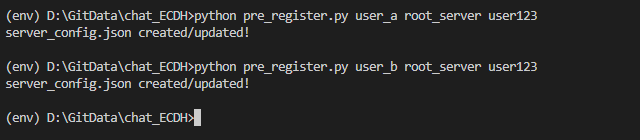 (env) D:\GitData\chat_ECDH>python pre_register.py user_a root_server user123
server_config.json created/updated!
(env) D:\GitData\chat_ECDH>python pre_register.py user_b root_server user123
server_config.json created/updated!
(env) D:\GitData\chat_ECDH>